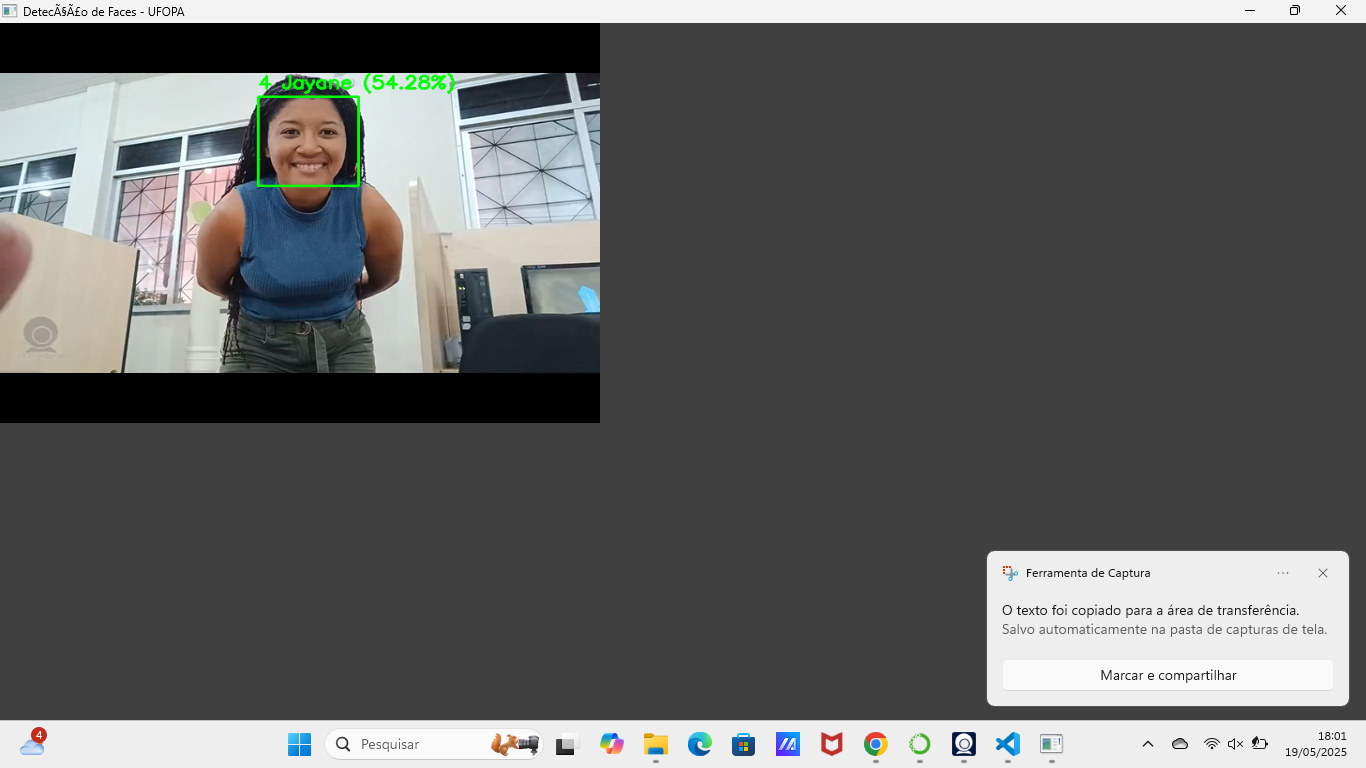 DetecÃ§Ã£o de Faces - UFOPA
4 Jayane (54.28%)
Ferramenta de Captura
O texto foi copiado para a área de transferência.
Salvo automaticamente na pasta de capturas de tela.
Marcar e compartilhar
4
Pesquisar
18:01
19/05/2025